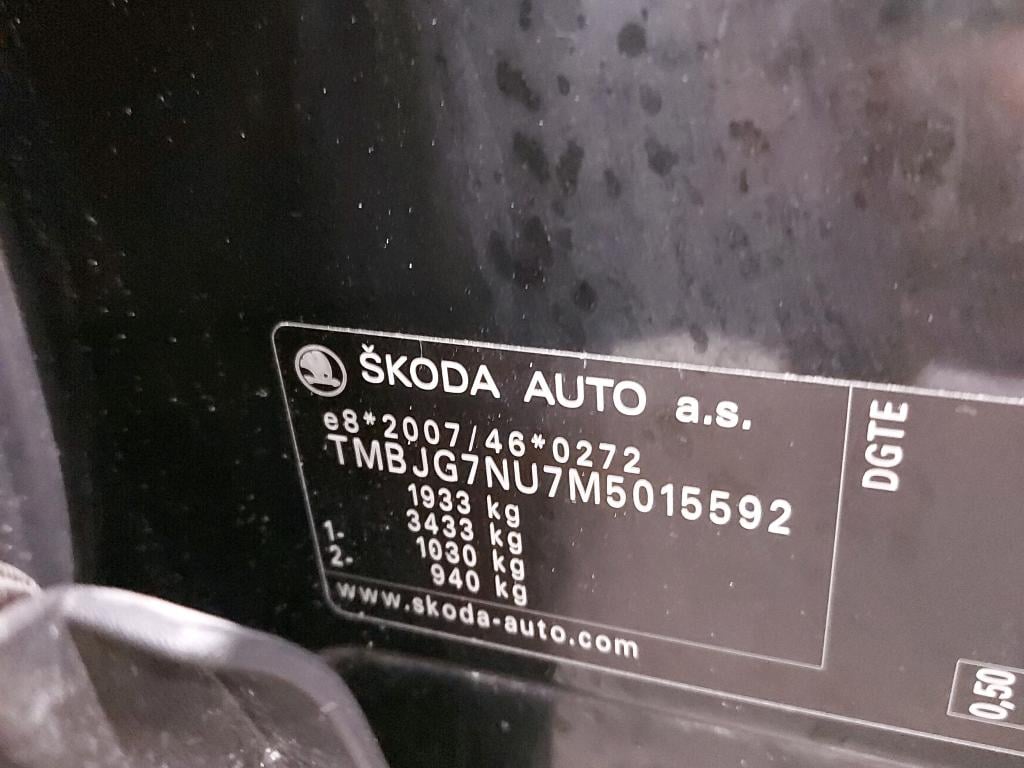 ŠKODA AUTO a.s.
e8*2007/46*0272
TMBJG7NU7M5015592
1933 kg
3433 kg
1- 1030 kg
2- 940 kg
www.skoda-auto.com
DGTE
0,50